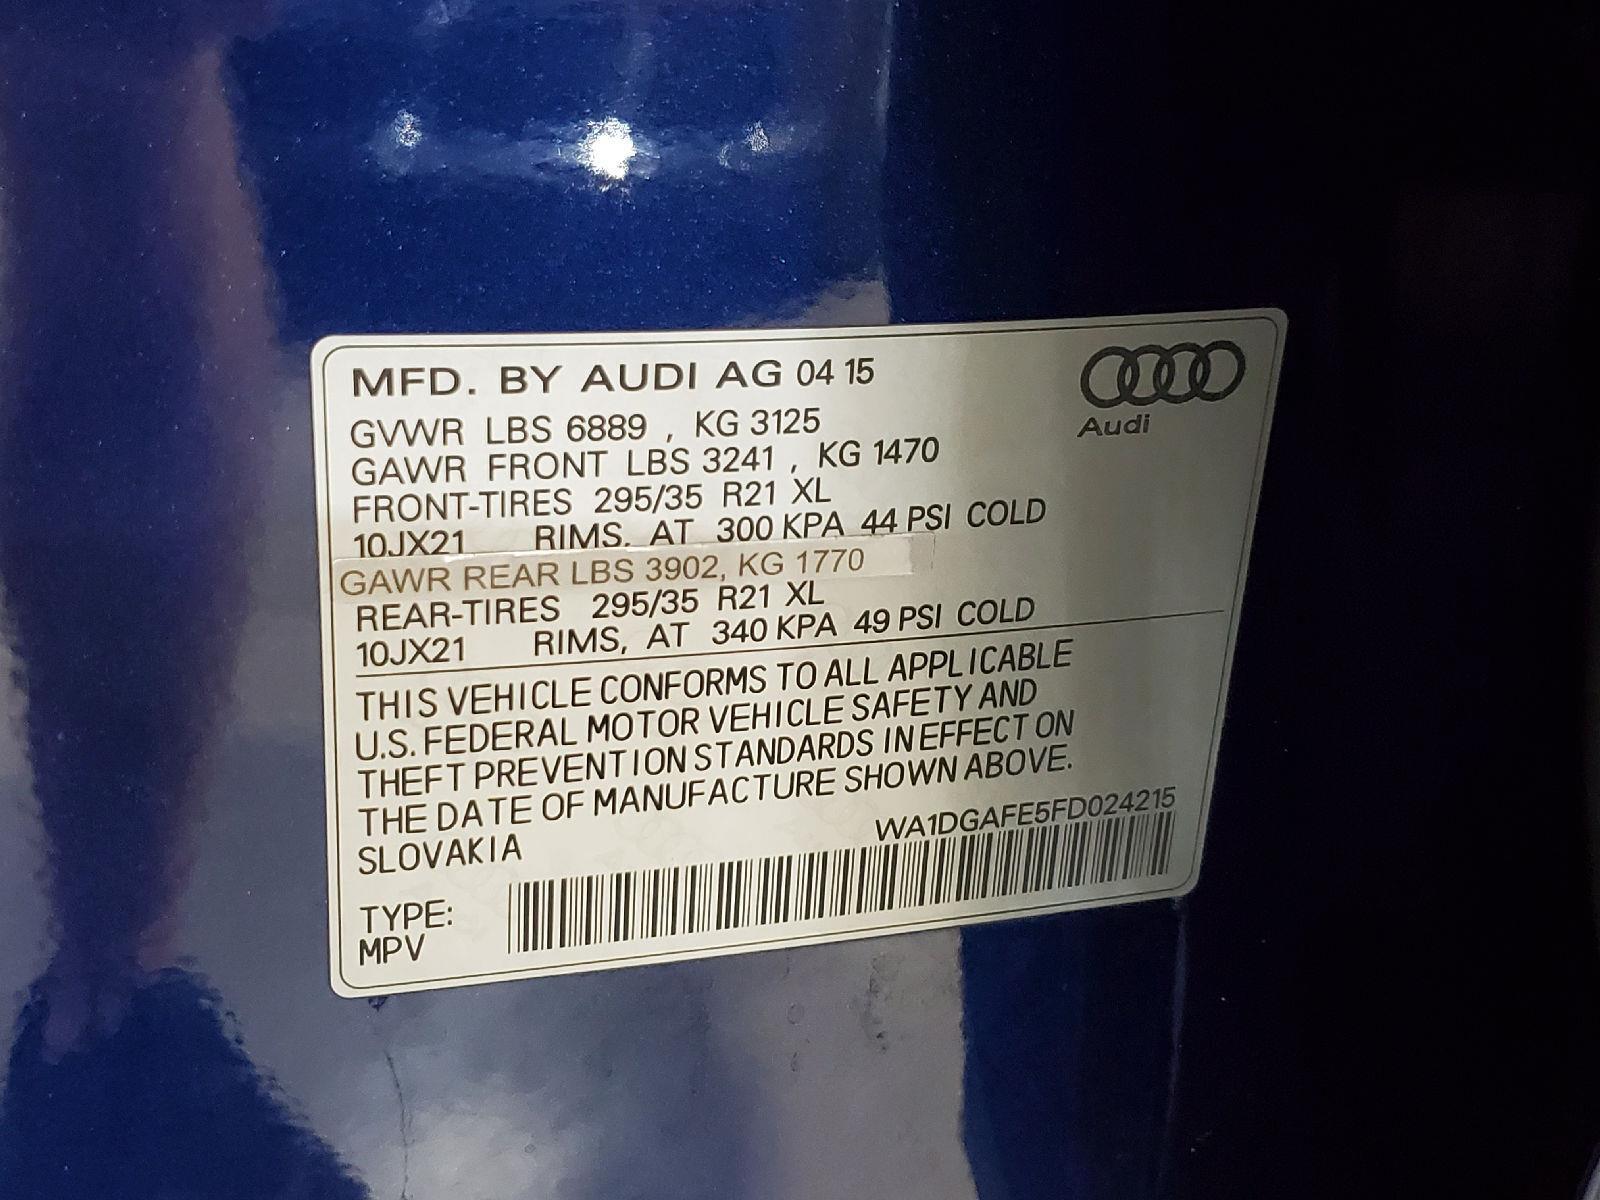 MFD. BY AUDI AG 04 15
Audi
GVWR LBS 6889 , KG 3125
GAWR FRONT LBS 3241 , KG 1470
FRONT-TIRES 295/35 R21 XL
10JX21 RIMS, AT 300 KPA 44 PSI COLD
GAWR REAR LBS 3902, KG 1770
REAR-TIRES 295/35 R21 XL
10JX21 RIMS, AT 340 KPA 49 PSI COLD
THIS VEHICLE CONFORMS TO ALL APPLICABLE
U.S. FEDERAL MOTOR VEHICLE SAFETY AND
THEFT PREVENTION STANDARDS IN EFFECT ON
THE DATE OF MANUFACTURE SHOWN ABOVE.
SLOVAKIA
WA1DGAFE5FD024215
TYPE:
MPV